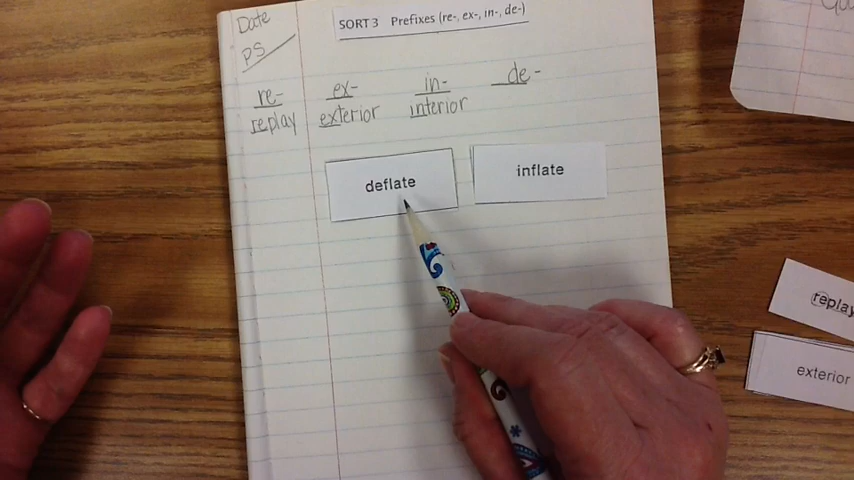 Date
PS
SORT 3 Prefixes (re-, ex-, in-, de-)
re- ex- in- de-
replay exterior interior
deflate inflate
replay
exterior